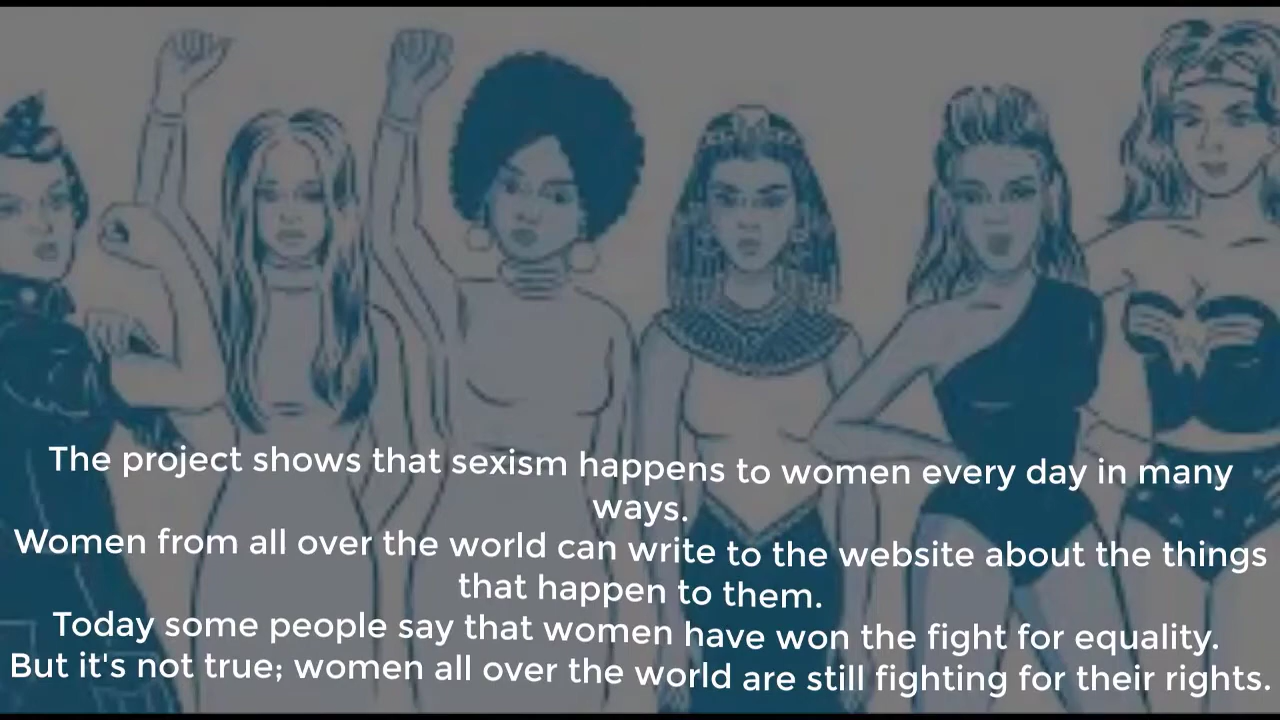 The project shows that sexism happens to women every day in many
ways.
Women from all over the world can write to the website about the things
that happen to them.
Today some people say that women have won the fight for equality.
But it's not true; women all over the world are still fighting for their rights.